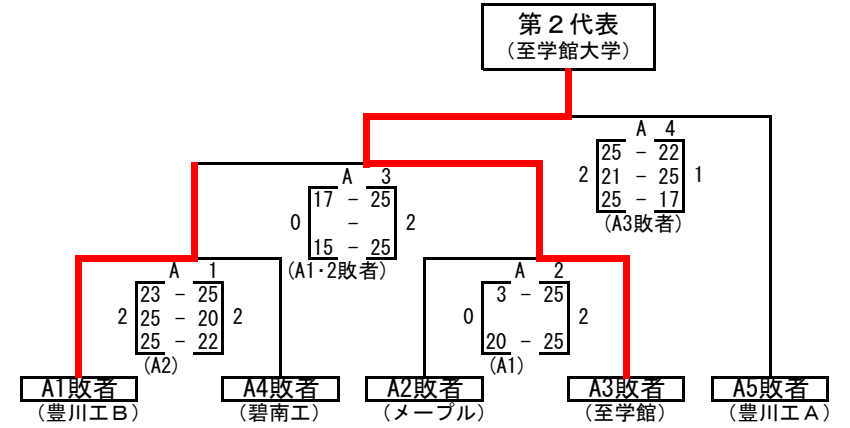 第２代表
（至学館大学）
A 4
25 － 22
2 21 － 25 1
25 － 17
（A3敗者）
A 3
17 － 25
0 － 2
15 － 25
（A1・2敗者）
A 1
23 － 25
2 25 － 20 2
25 － 22
（A2）
A 2
3 － 25
0 2
20 － 25
（A1）
A1敗者 A4敗者 A2敗者 A3敗者 A5敗者
（豊川工Ｂ） （碧南工） （メープル） （至学館） （豊川工Ａ）